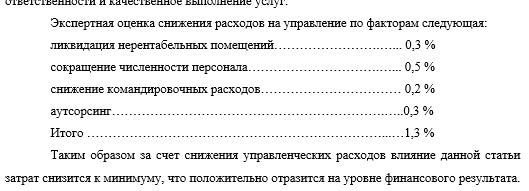 ответственности и качественное выполнение услуг.
Экспертная оценка снижения расходов на управление по факторам следующая:
ликвидация нерентабельных помещений……………………….. 0,3 %
сокращение численности персонала…………………………….. 0,5 %
снижение командировочных расходов…………………………… 0,2 %
аутсорсинг…………………………………………………………..0,3 %
Итого …………………………………………………………..…..1,3 %
Таким образом за счет снижения управленческих расходов влияние данной статьи
затрат снизится к минимуму, что положительно отразится на уровне финансового результата.